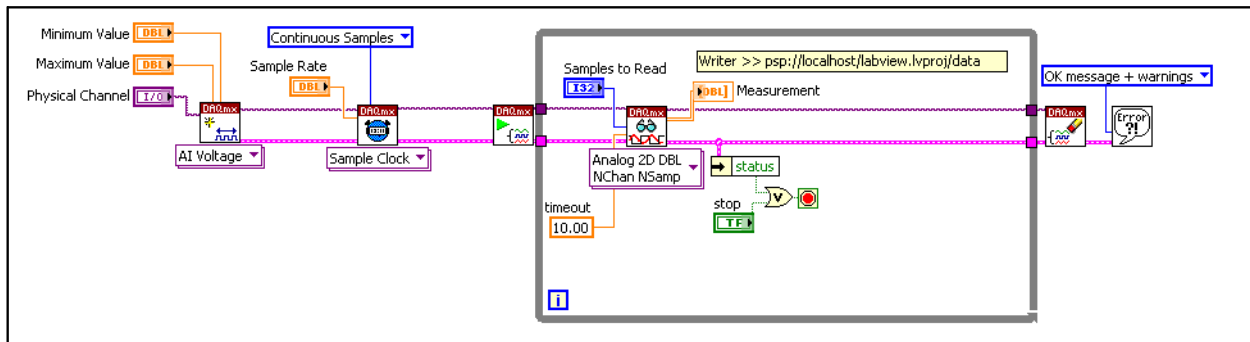 Minimum Value
DBL
Maximum Value
DBL
Physical Channel
I/O
DAQmx
AI Voltage
Continuous Samples
Sample Rate
DBL
DAQmx
Sample Clock
DAQmx
Samples to Read
I32
DAQmx
Analog 2D DBL
NChan NSamp
timeout
10.00
Writer >> psp://localhost/labview.lvproj/data
DBL
Measurement
status
stop
TF
V
i
OK message + warnings
DAQmx
Error
?!